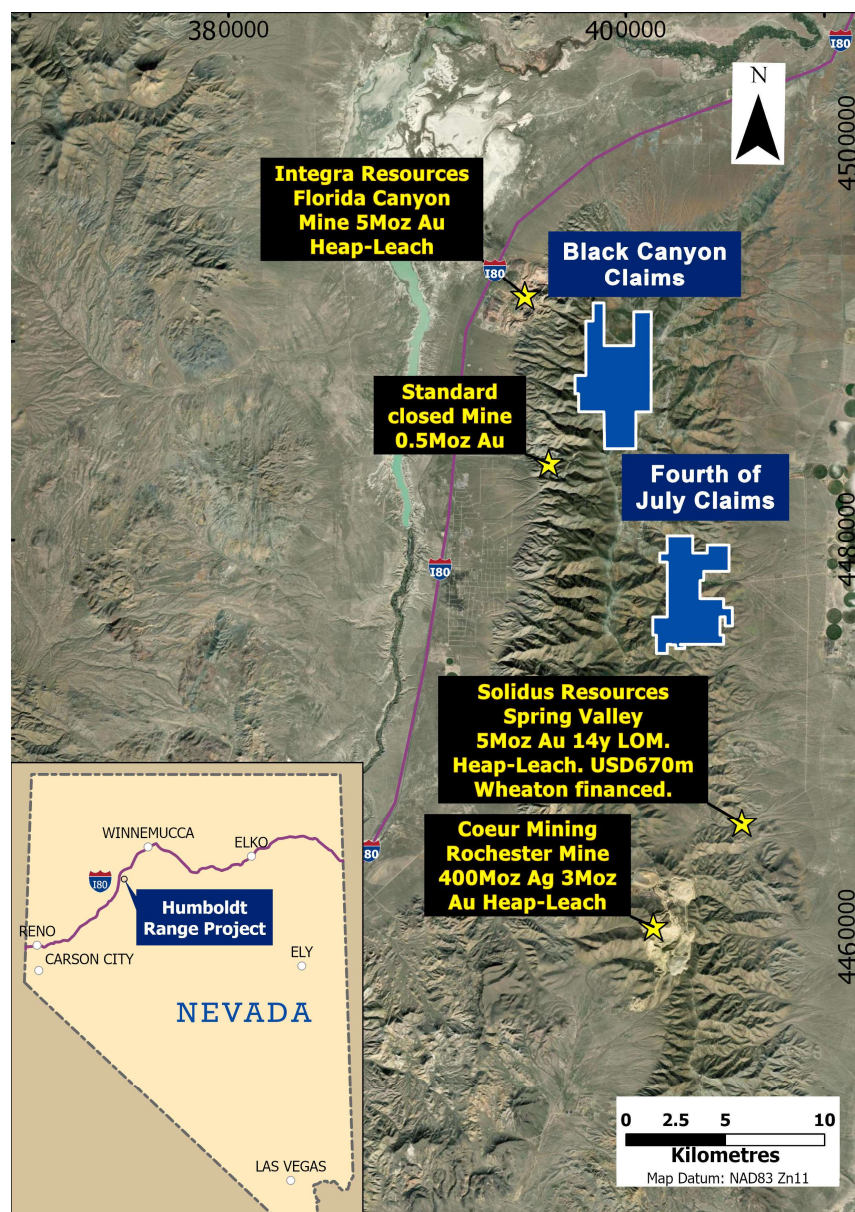 380000
400000
I80
N
4500000
Integra Resources
Florida Canyon
Mine 5Moz Au
Heap-Leach
I80
Black Canyon
Claims
Standard
closed Mine
0.5Moz Au
Fourth of
July Claims
4480000
I80
Solidus Resources
Spring Valley
5Moz Au 14y LOM.
Heap-Leach. USD670m
Wheaton financed.
Coeur Mining
Rochester Mine
400Moz Ag 3Moz
Au Heap-Leach
80
4460000
WINNEMUCCA
ELKO
I80
Humboldt
Range Project
RENO
CARSON CITY
ELY
NEVADA
LAS VEGAS
0 2.5 5 10
Kilometres
Map Datum: NAD83 Zn11